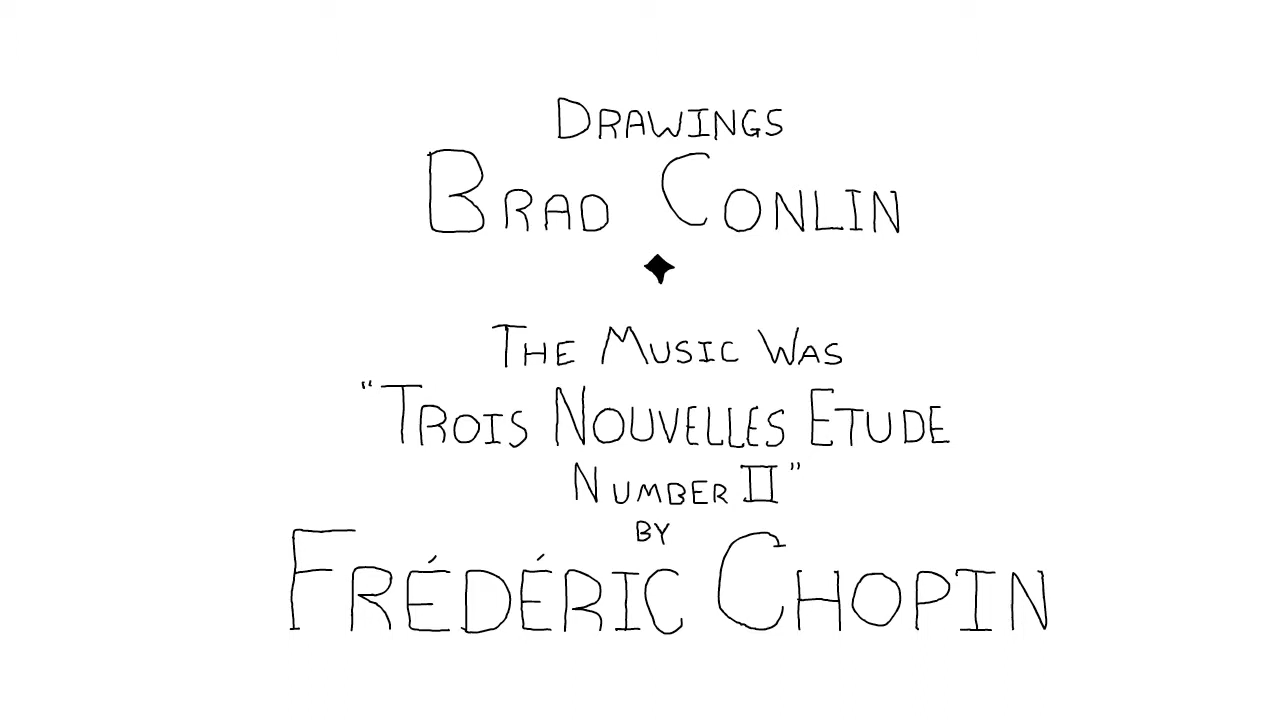 DRAWINGS
BRAD CONLIN
THE MUSIC WAS
"TROIS NOUVELLES ETUDE
NUMBER II"
BY
FRÉDÉRIC CHOPIN